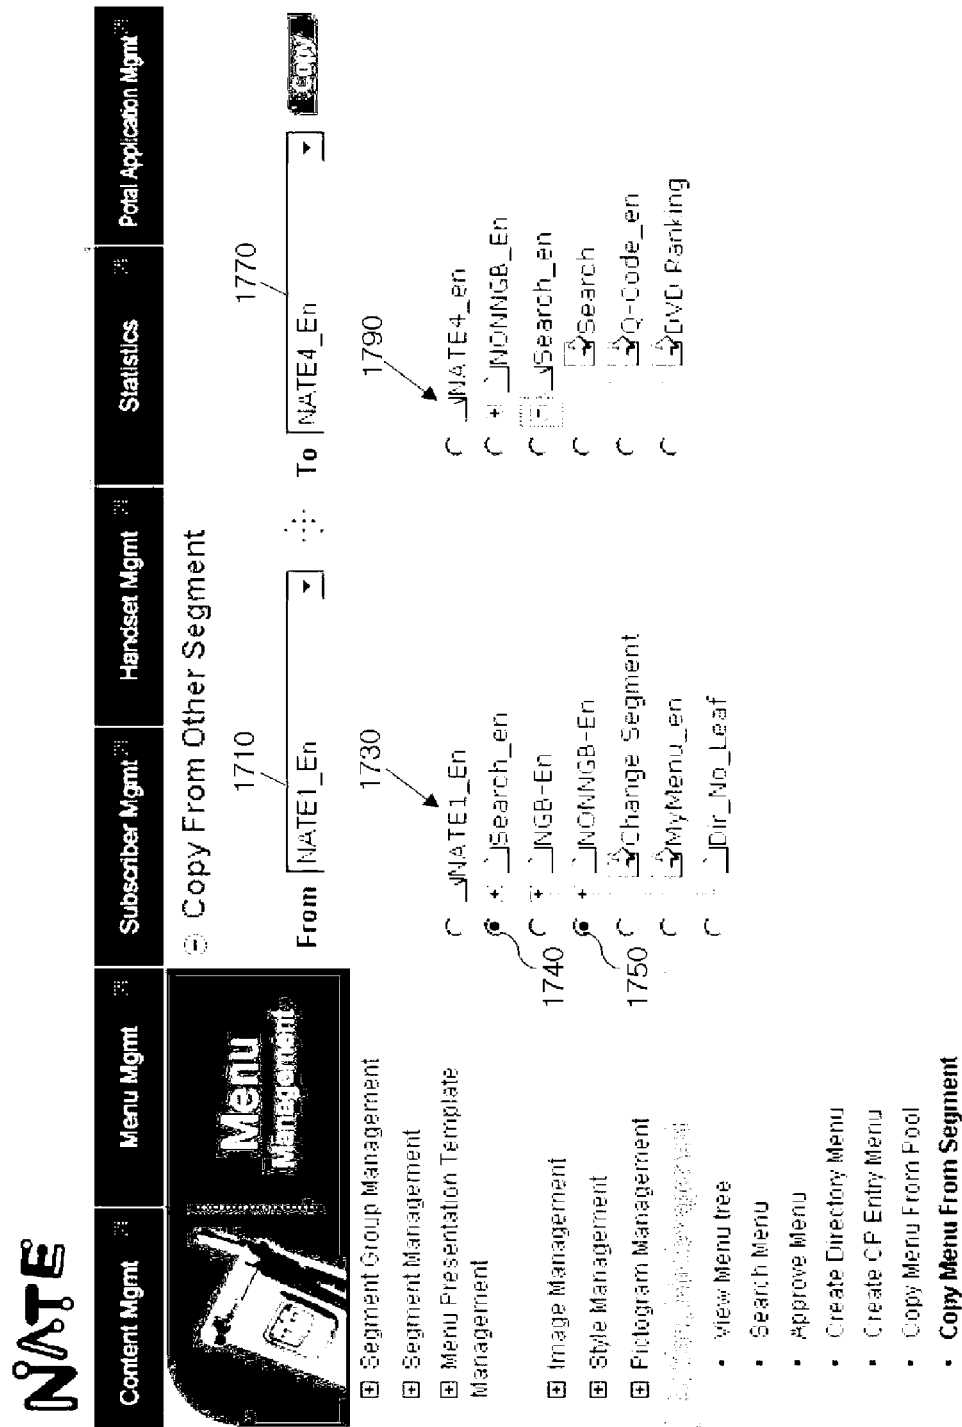 NATE
Content Mgmt
Menu Mgmt
Subscriber Mgmt
Handset Mgmt
Statistics
Potal Application Mgmt
Menu
Management
Segment Group Management
Segment Management
Menu Presentation Template
Management
Image Management
Style Management
Pictogram Management
View Menu tree
Search Menu
Approve Menu
Create Directory Menu
Create CP Entry Menu
Copy Menu From Pool
Copy Menu From Segment
Copy From Other Segment
1710
From NATE1_En
1730
NATE1_En
Search_en
NGB-En
NONNGB-En
Change Segment
MyMenu_en
Dir_No_Leaf
1740
1750
1770
To NATE4_En
Copy
1790
NATE4_en
NONNGB_En
Search_en
Search
Q-Code_en
DVD Ranking